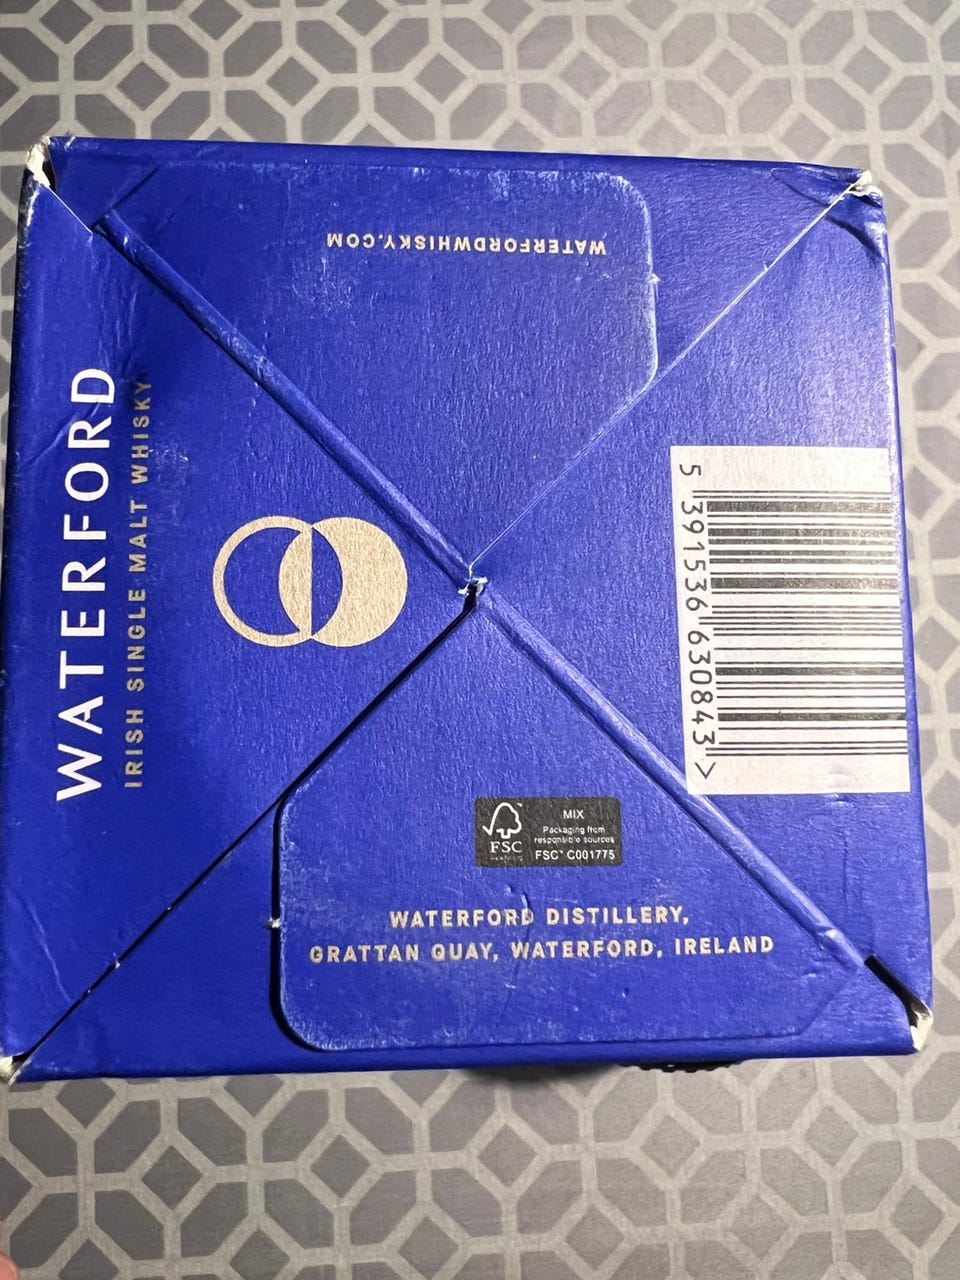 WATERFORDWHISKY.COM
WATERFORD
IRISH SINGLE MALT WHISKY
5 391536 630843 >
MIX
Packaging from
responsible sources
FSC™ C001775
FSC
WATERFORD DISTILLERY,
GRATTAN QUAY, WATERFORD, IRELAND